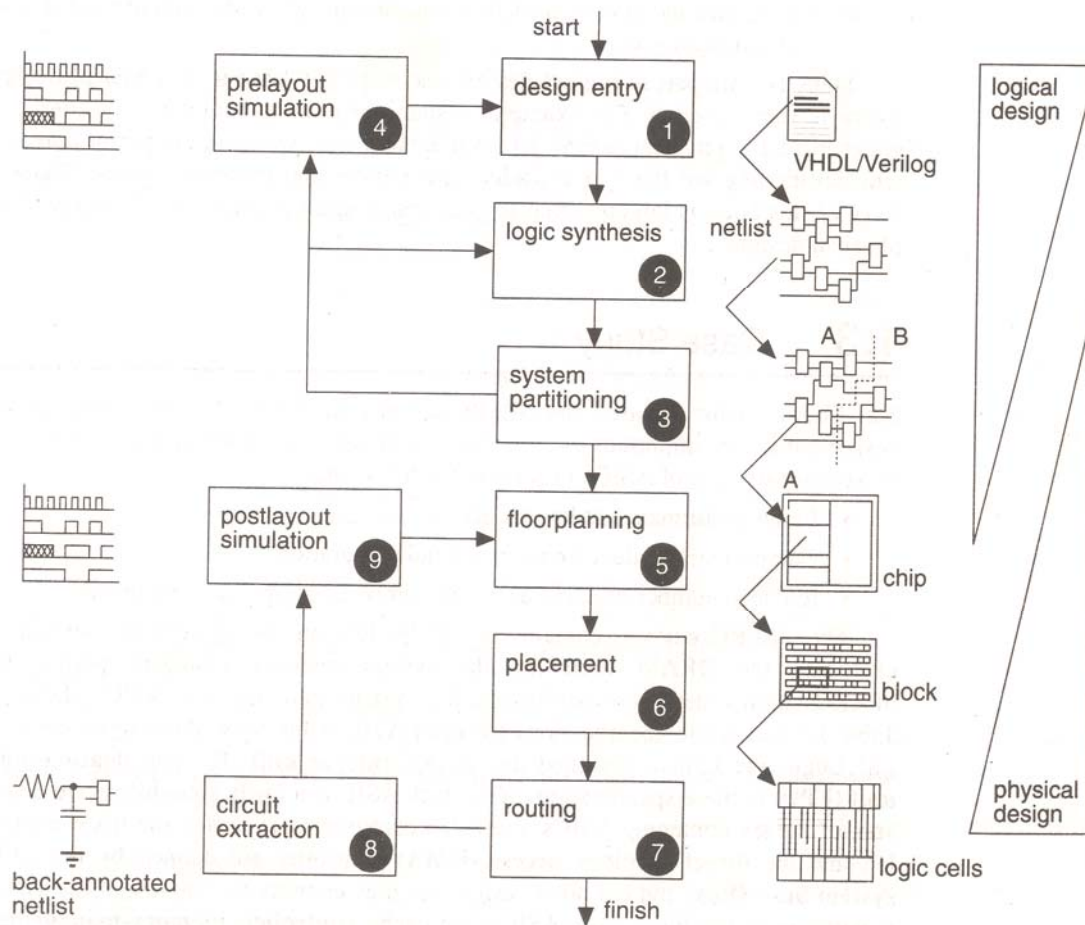 start
prelayout
simulation
4
design entry
1
VHDL/Verilog
logical
design
logic synthesis
2
netlist
system
partitioning
3
A
B
postlayout
simulation
9
floorplanning
5
A
chip
placement
6
block
circuit
extraction
8
routing
7
logic cells
physical
design
back-annotated
netlist
finish